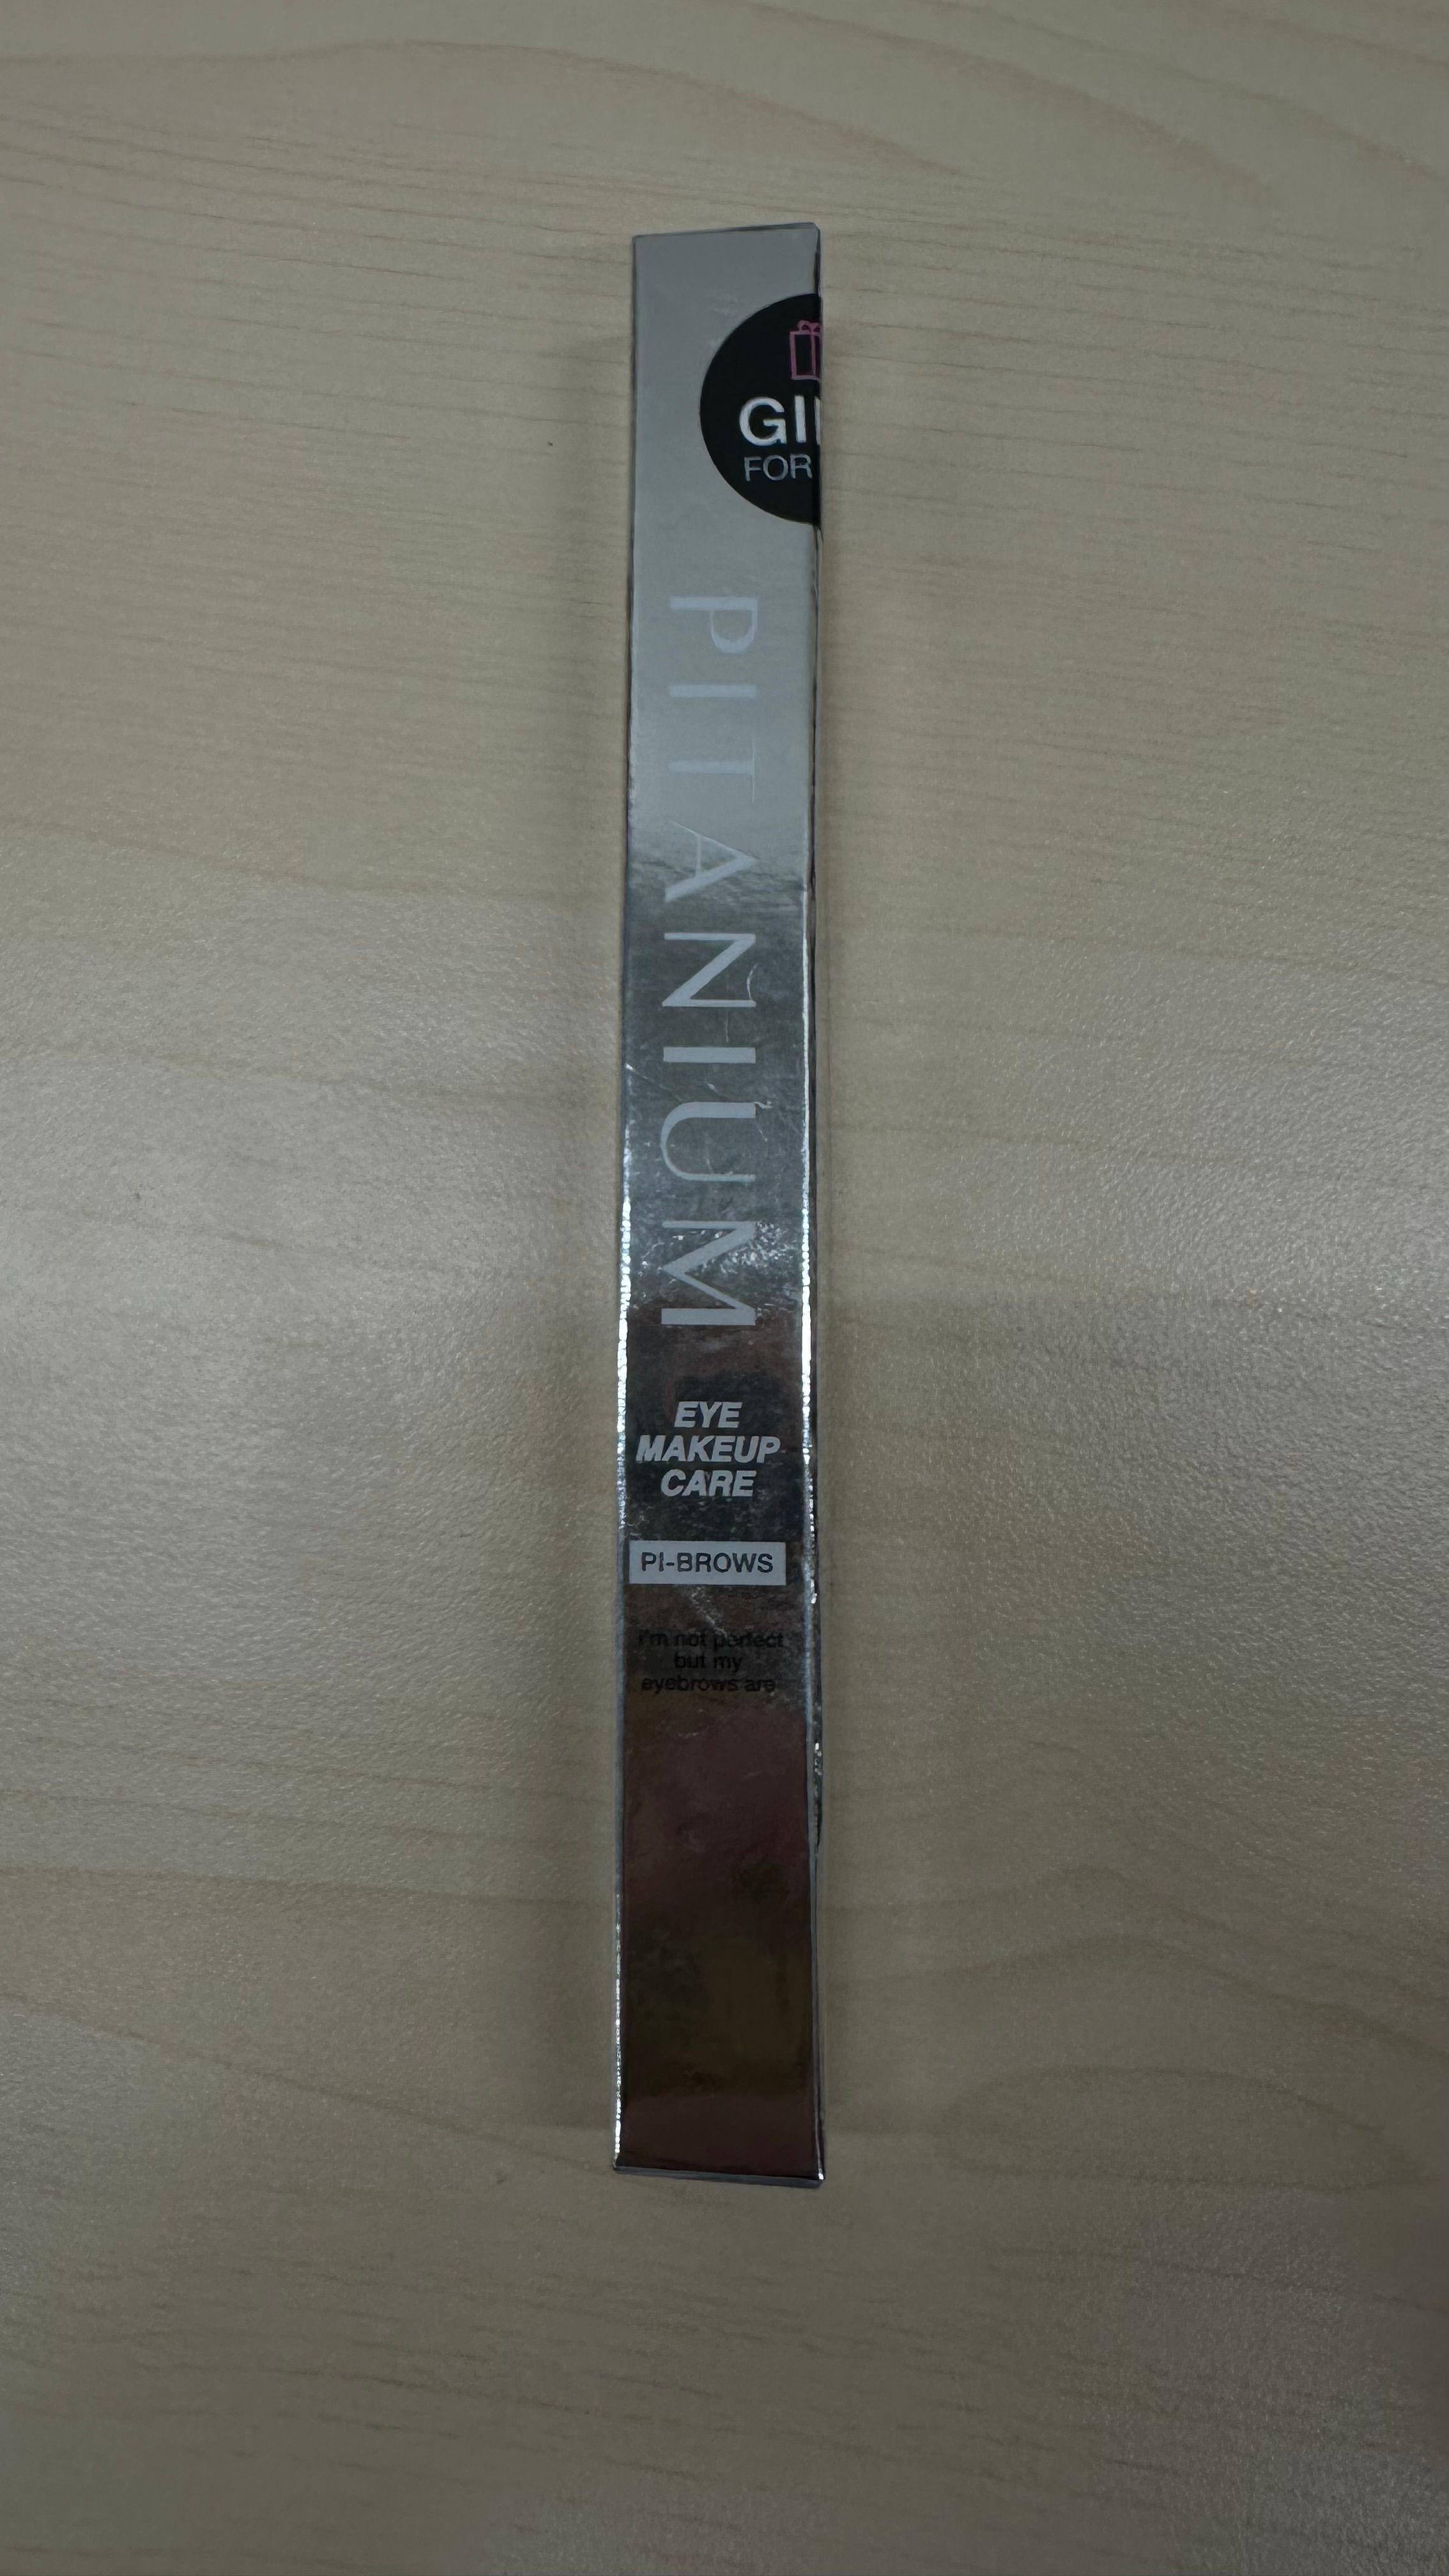 GI
FOR
PITANIUM
EYE
MAKEUP
CARE
PI-BROWS
I'm not perfect
but my
eyebrows are